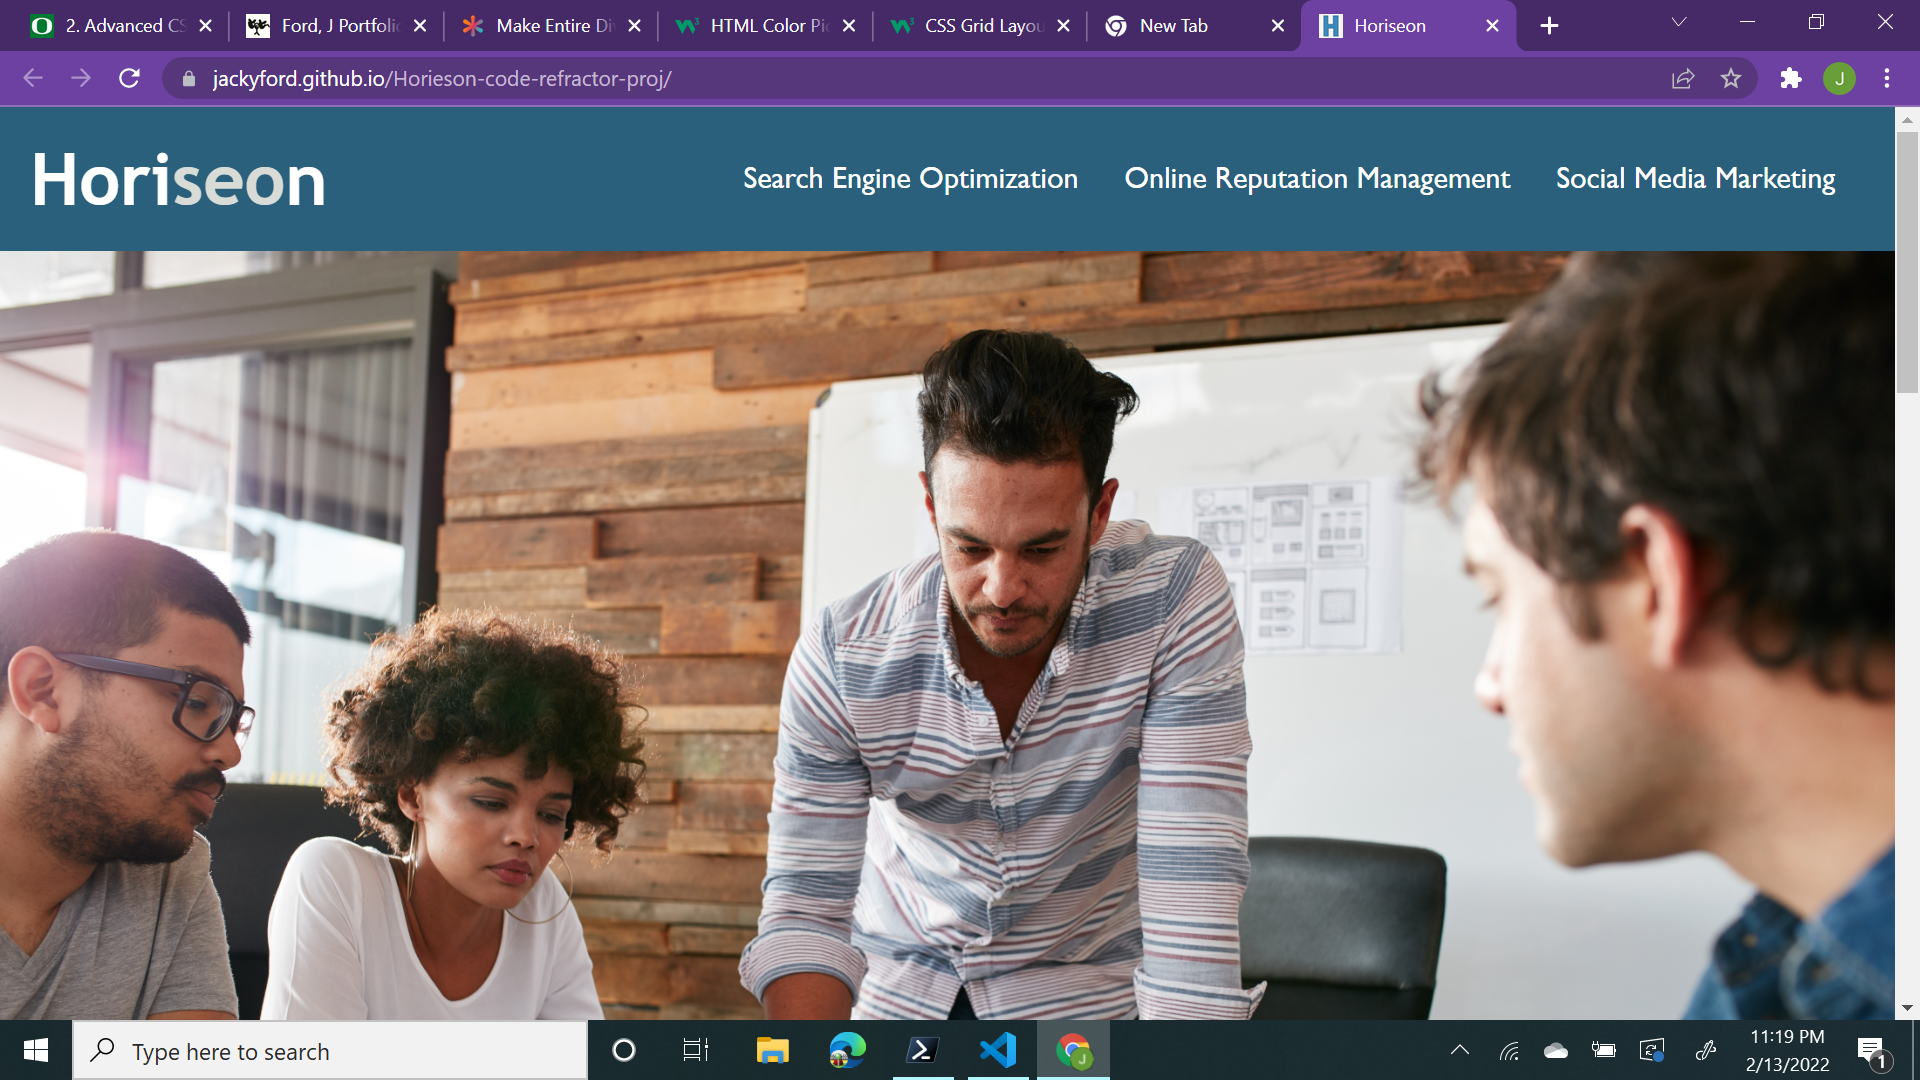 2. Advanced CS
Ford, J Portfolio
Make Entire Di
HTML Color Pic
CSS Grid Layou
New Tab
Horiseon
jackyford.github.io/Horieson-code-refractor-proj/
J
Horiseon
Search Engine Optimization
Online Reputation Management
Social Media Marketing
Type here to search
J
11:19 PM
2/13/2022
1